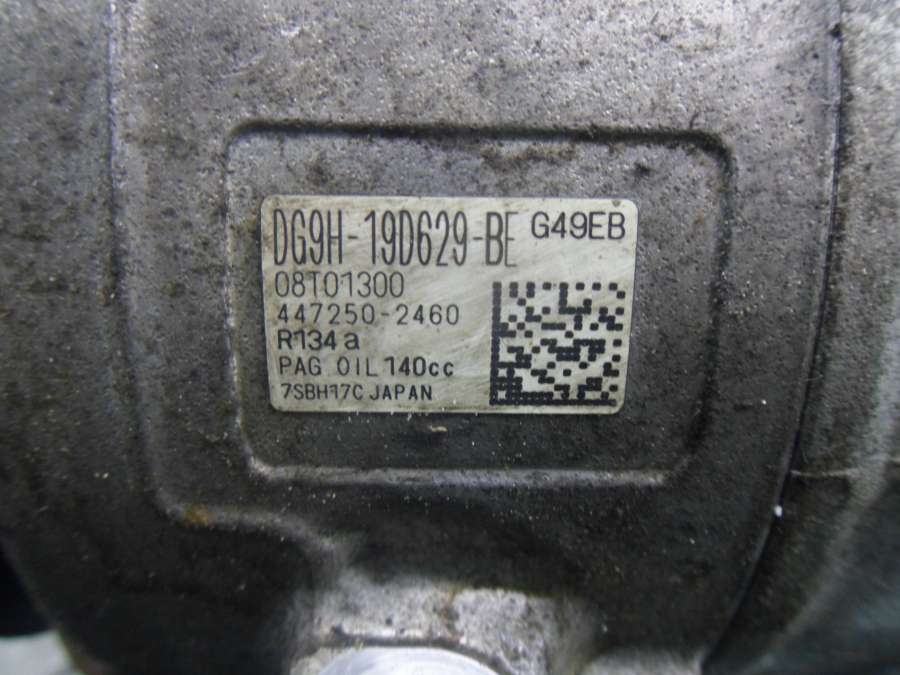 DG9H-19D629-BE G49EB
08T01300
447250-2460
R134a
PAG OIL 140cc
7SBH17C JAPAN